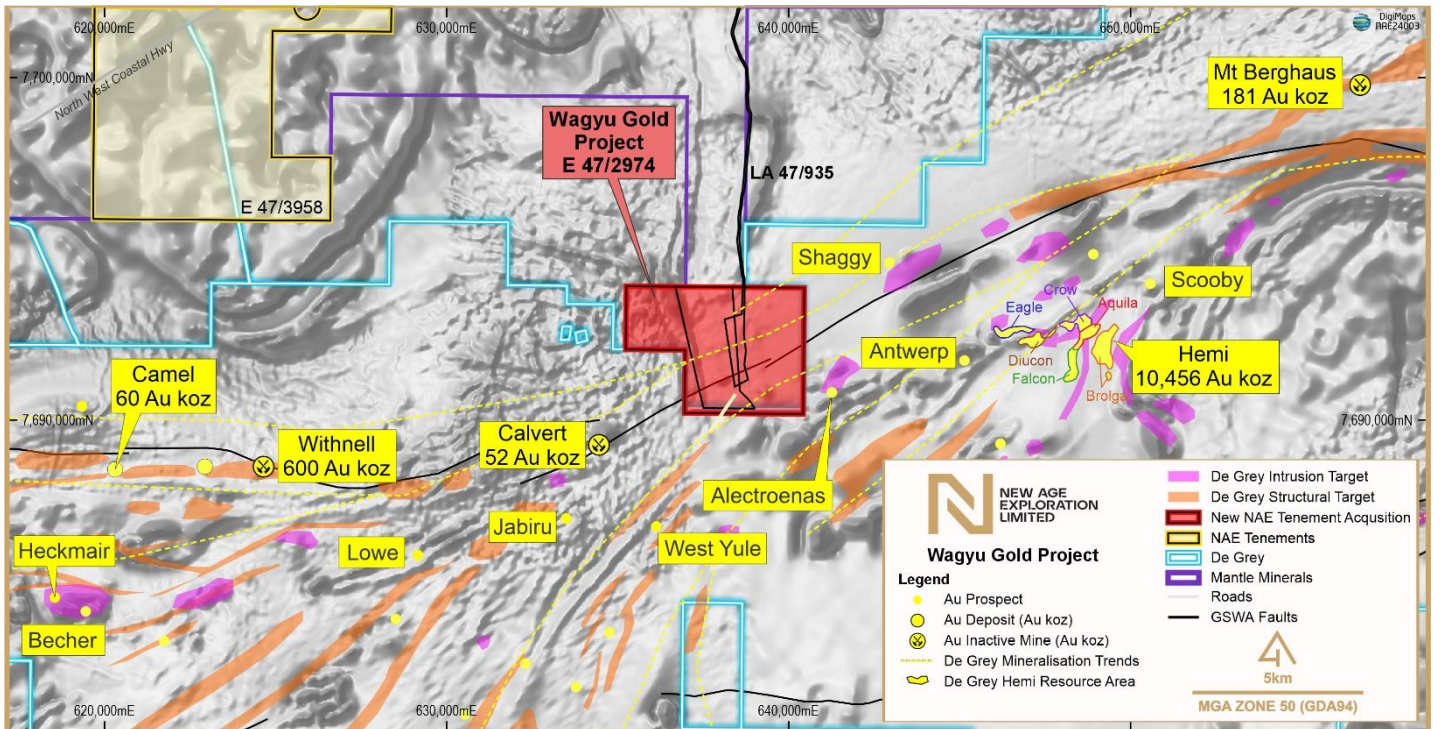 620,000mE
630,000mE
640,000mE
650,000mE
DigiMaps
NAE24003
7,700,000mN
North West Coastal Hwy
Mt Berghaus
181 Au koz
Wagyu Gold
Project
E 47/2974
LA 47/935
E 47/3958
Shaggy
Scooby
Crow
Aquila
Eagle
Antwerp
Diucon
Falcon
Brolga
Hemi
10,456 Au koz
Camel
60 Au koz
7,690,000mN
7,690,000mN
Withnell
600 Au koz
Calvert
52 Au koz
Alectroenas
Jabiru
West Yule
Lowe
Heckmair
Becher
620,000mE
630,000mE
640,000mE
NEW AGE
EXPLORATION
LIMITED
Wagyu Gold Project
Legend
Au Prospect
Au Deposit (Au koz)
Au Inactive Mine (Au koz)
De Grey Mineralisation Trends
De Grey Hemi Resource Area
De Grey Intrusion Target
De Grey Structural Target
New NAE Tenement Acqusition
NAE Tenements
De Grey
Mantle Minerals
Roads
GSWA Faults
5km
MGA ZONE 50 (GDA94)